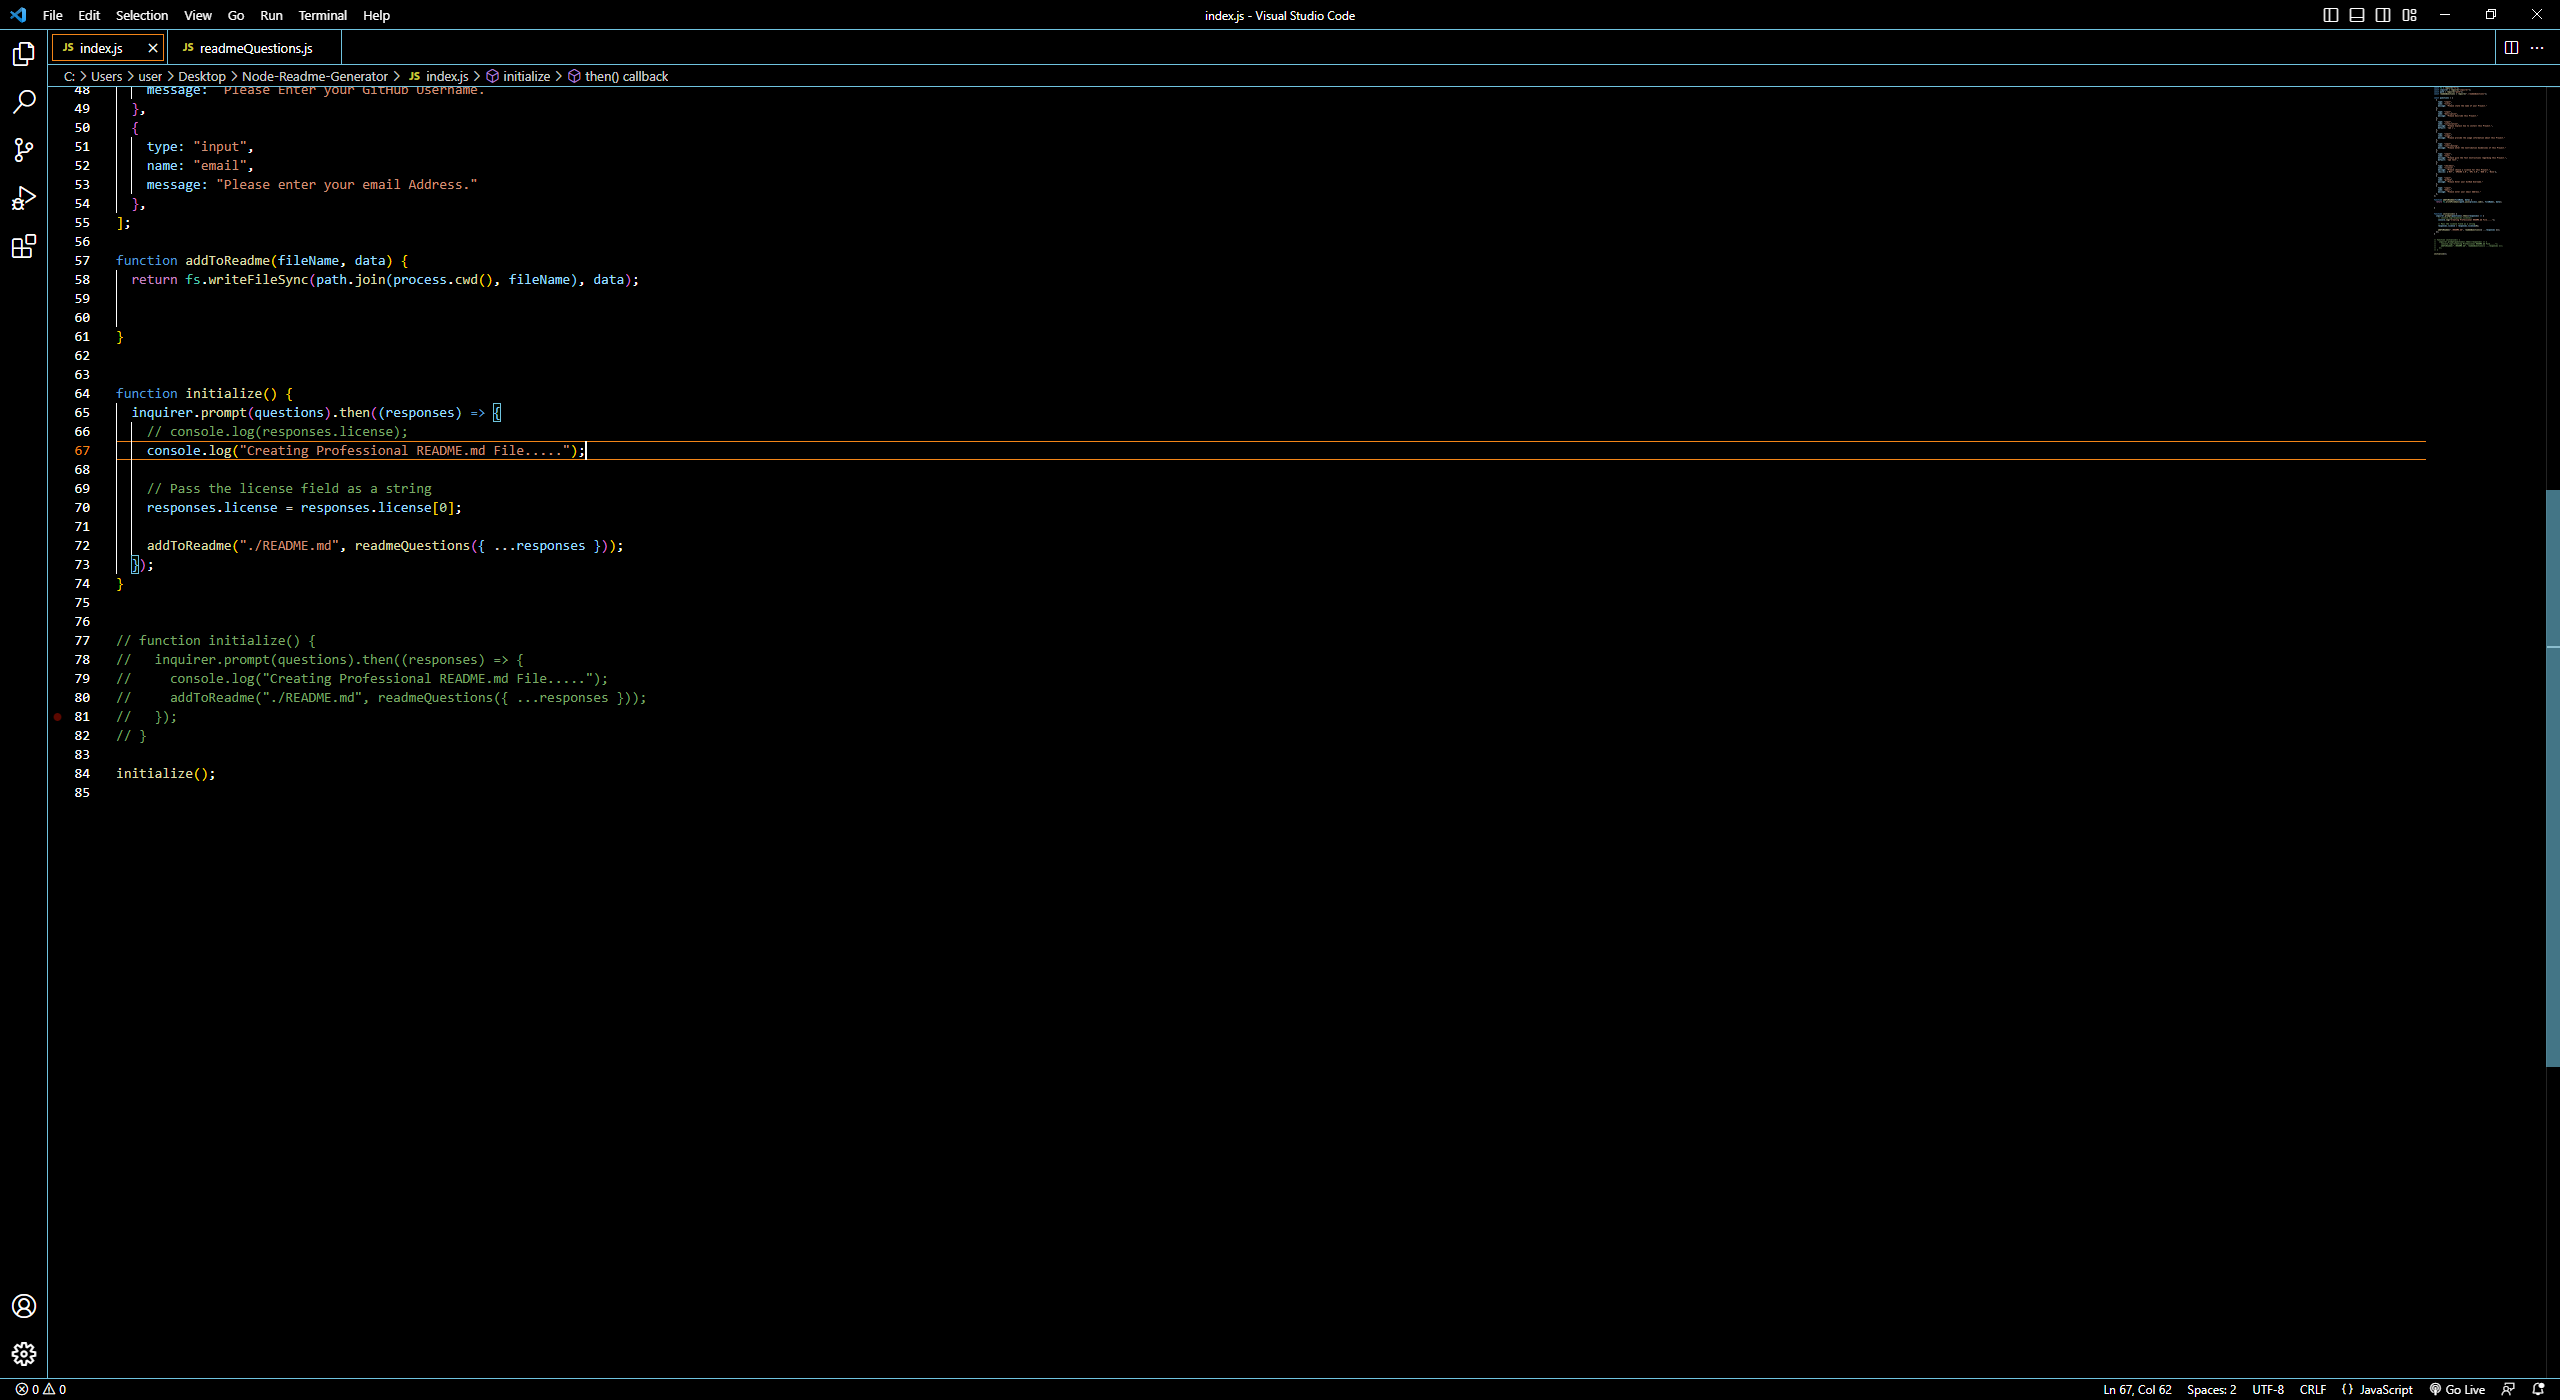 File Edit Selection View Go Run Terminal Help
index.js - Visual Studio Code
JS index.js
JS readmeQuestions.js
C: > Users > user > Desktop > Node-Readme-Generator > JS index.js > initialize > then() callback
48 message: "Please Enter your GitHub Username.
49 },
50 {
51 type: "input",
52 name: "email",
53 message: "Please enter your email Address."
54 },
55 ];
56
57 function addToReadme(fileName, data) {
58 return fs.writeFileSync(path.join(process.cwd(), fileName), data);
59
60
61 }
62
63
64 function initialize() {
65 inquirer.prompt(questions).then((responses) => {
66 // console.log(responses.license);
67 console.log("Creating Professional README.md File.....");
68
69 // Pass the license field as a string
70 responses.license = responses.license[0];
71
72 addToReadme("./README.md", readmeQuestions({ ...responses }));
73 });
74 }
75
76
77 // function initialize() {
78 // inquirer.prompt(questions).then((responses) => {
79 // console.log("Creating Professional README.md File.....");
80 // addToReadme("./README.md", readmeQuestions({ ...responses }));
81 // });
82 // }
83
84 initialize();
85
0 0
Ln 67, Col 62 Spaces: 2 UTF-8 CRLF {} JavaScript Go Live